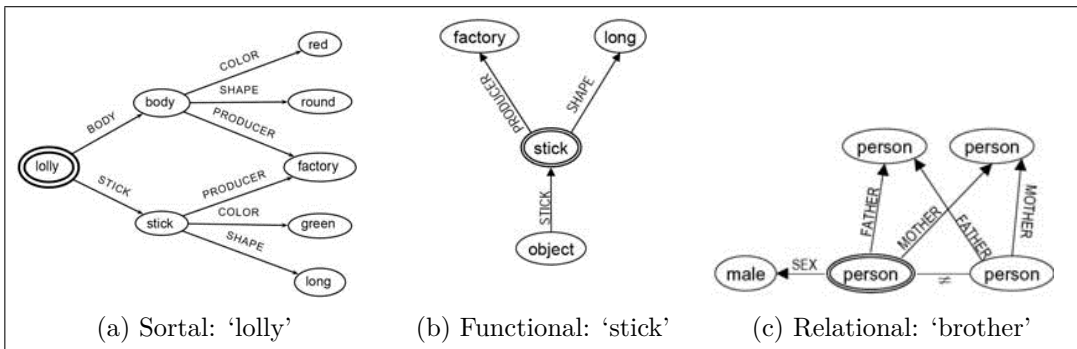 red
COLOR
body
SHAPE
round
BODY
PRODUCER
lolly
factory
STICK
PRODUCER
COLOR
stick
green
SHAPE
long
(a) Sortal: ‘lolly’
factory
long
PRODUCER
SHAPE
stick
STICK
object
(b) Functional: ‘stick’
person
person
FATHER
MOTHER
FATHER
MOTHER
male
SEX
person
person
(c) Relational: ‘brother’